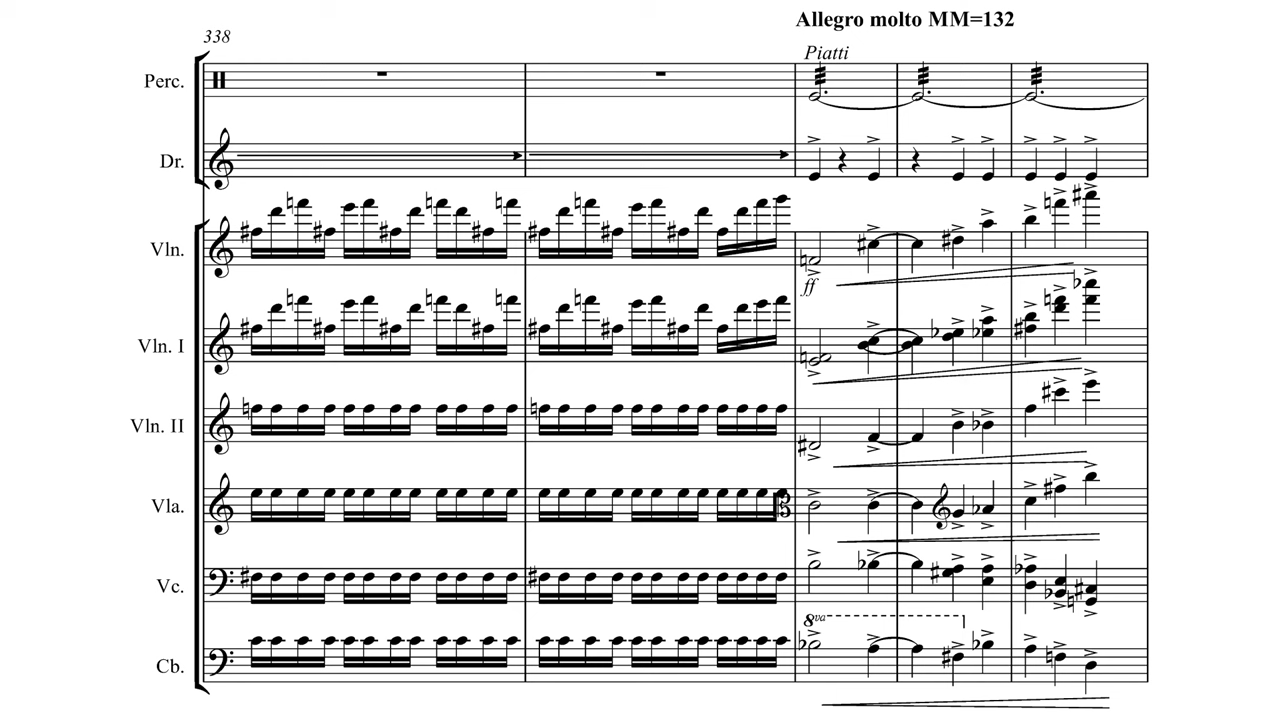 Allegro molto MM=132
338
Piatti
Perc.
Dr.
Vln.
ff
Vln. I
Vln. II
Vla.
Vc.
8va
Cb.